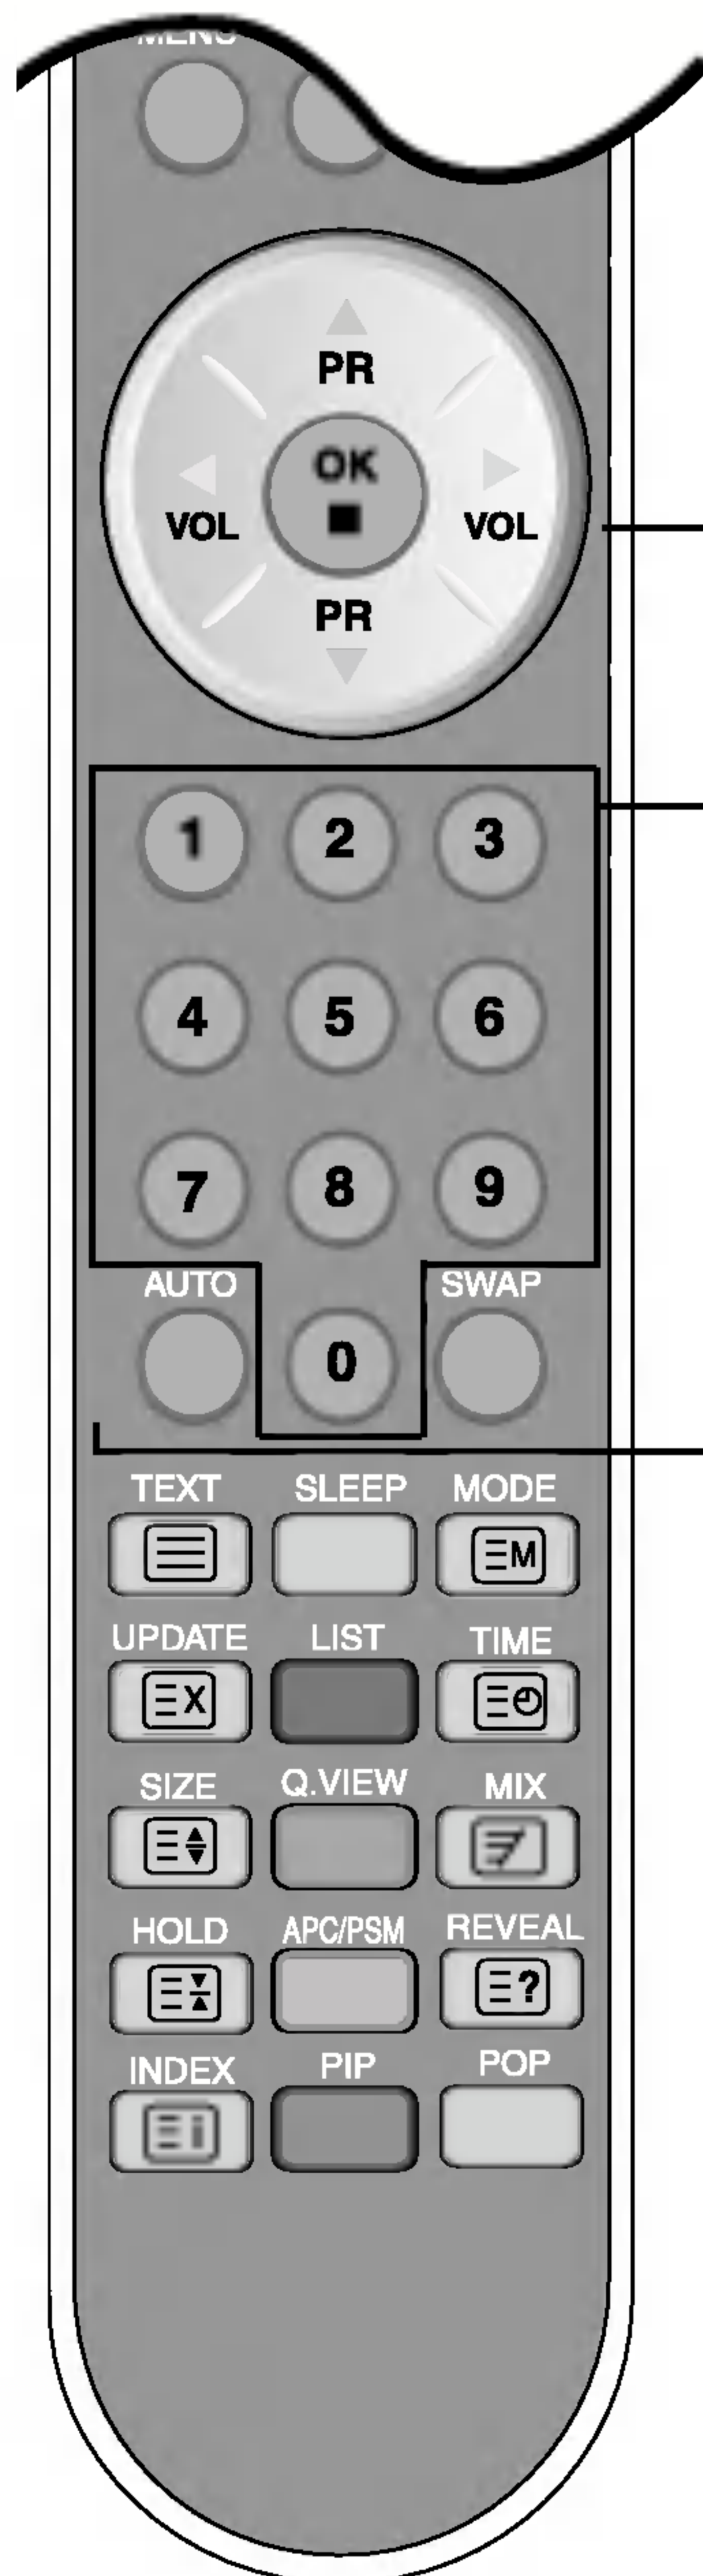 MENU
PR
OK
VOL VOL
PR
1 2 3
4 5 6
7 8 9
AUTO SWAP
0
TEXT SLEEP MODE
M
UPDATE LIST TIME
X
SIZE Q.VIEW MIX
HOLD APC/PSM REVEAL
?
INDEX PIP POP
i